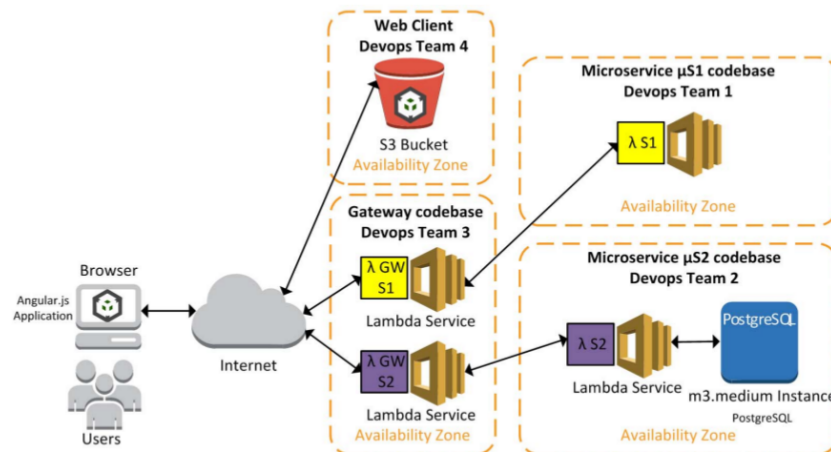 Web Client
Devops Team 4
S3 Bucket
Availability Zone
Microservice µS1 codebase
Devops Team 1
λ S1
Availability Zone
Gateway codebase
Devops Team 3
λ GW
S1
Lambda Service
λ GW
S2
Lambda Service
Availability Zone
Microservice µS2 codebase
Devops Team 2
λ S2
Lambda Service
PostgreSQL
m3.medium Instance
PostgreSQL
Availability Zone
Browser
Angular.js
Application
Internet
Users